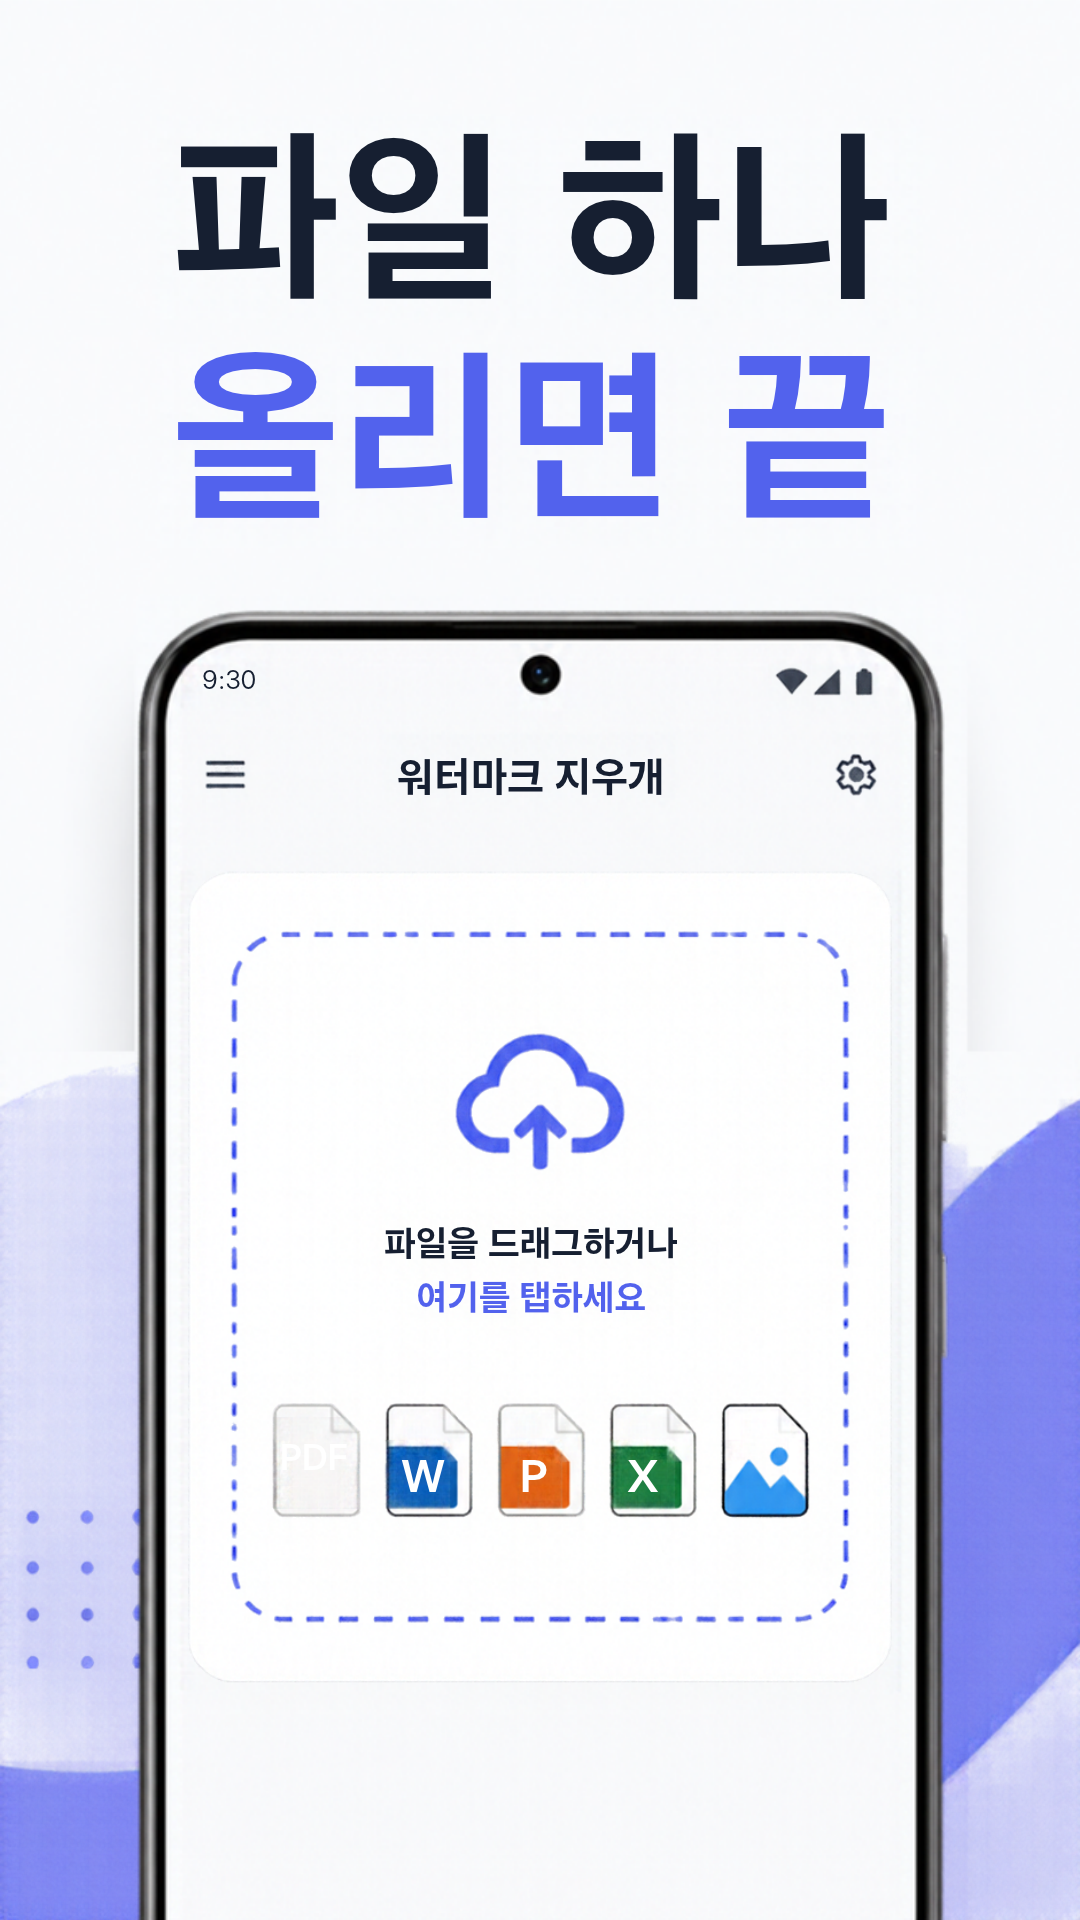 파일 하나
올리면 끝
9:30
워터마크 지우개
파일을 드래그하거나
여기를 탭하세요
PDF W P X